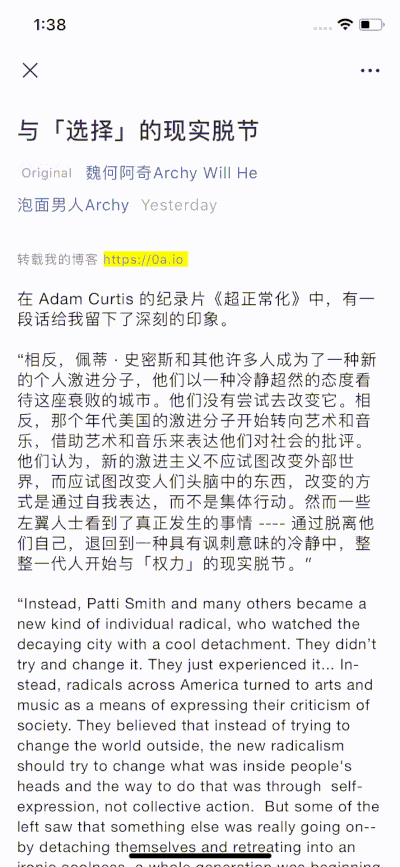 1:38
与「选择」的现实脱节
Original 魏何阿奇Archy Will He
泡面男人Archy Yesterday
转载我的博客 https://0a.io
在 Adam Curtis 的纪录片《超正常化》中，有一
段话给我留下了深刻的印象。
“相反，佩蒂 · 史密斯和其他许多人成为了一种新
的个人激进分子，他们以一种冷静超然的态度看
待这座衰败的城市。他们没有尝试去改变它。相
反，那个年代美国的激进分子开始转向艺术和音
乐，借助艺术和音乐来表达他们对社会的批评。
他们认为，新的激进主义不应试图改变外部世
界，而应试图改变人们头脑中的东西，改变的方
式是通过自我表达，而不是集体行动。然而一些
左翼人士看到了真正发生的事情 ---- 通过脱离他
们自己，退回到一种具有讽刺意味的冷静中，整
整一代人开始与「权力」的现实脱节。”
“Instead, Patti Smith and many others became a
new kind of individual radical, who watched the
decaying city with a cool detachment. They didn’t
try and change it. They just experienced it... In-
stead, radicals across America turned to arts and
music as a means of expressing their criticism of
society. They believed that instead of trying to
change the world outside, the new radicalism
should try to change what was inside people's
heads and the way to do that was through self-
expression, not collective action. But some of the
left saw that something else was really going on--
by detaching themselves and retreating into an
ironic coolness, a whole generation was beginning